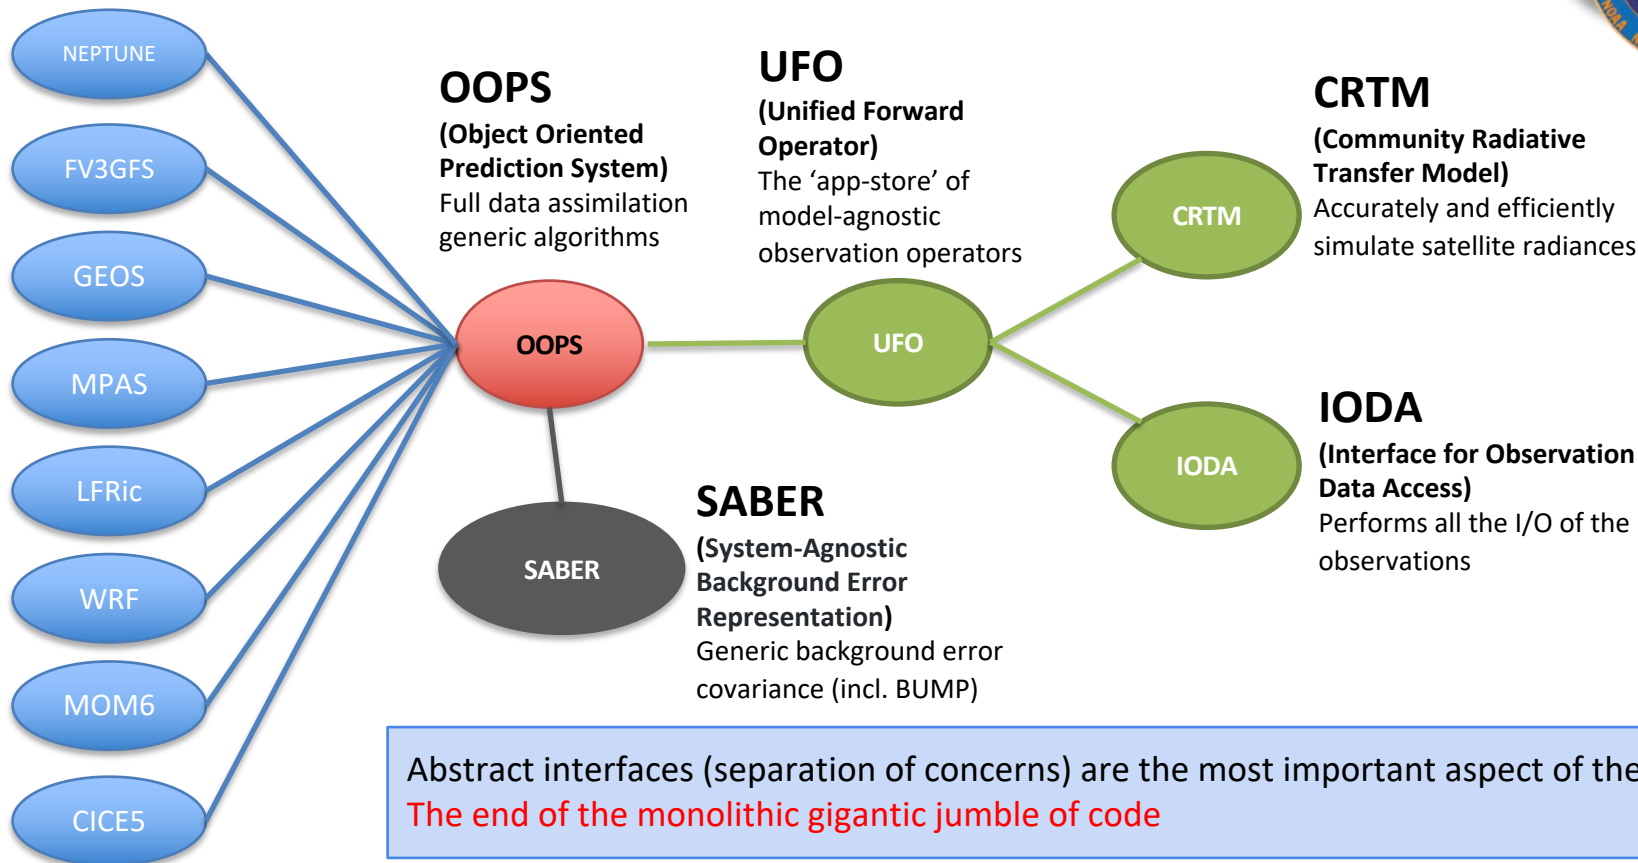 NEPTUNE
FV3GFS
GEOS
MPAS
LFRic
WRF
MOM6
CICE5
OOPS
(Object Oriented
Prediction System)
Full data assimilation
generic algorithms
OOPS
UFO
(Unified Forward
Operator)
The ‘app-store’ of
model-agnostic
observation operators
UFO
CRTM
CRTM
(Community Radiative
Transfer Model)
Accurately and efficiently
simulate satellite radiances
IODA
IODA
(Interface for Observation
Data Access)
Performs all the I/O of the
observations
SABER
SABER
(System-Agnostic
Background Error
Representation)
Generic background error
covariance (incl. BUMP)
Abstract interfaces (separation of concerns) are the most important aspect of the
The end of the monolithic gigantic jumble of code
NOAA